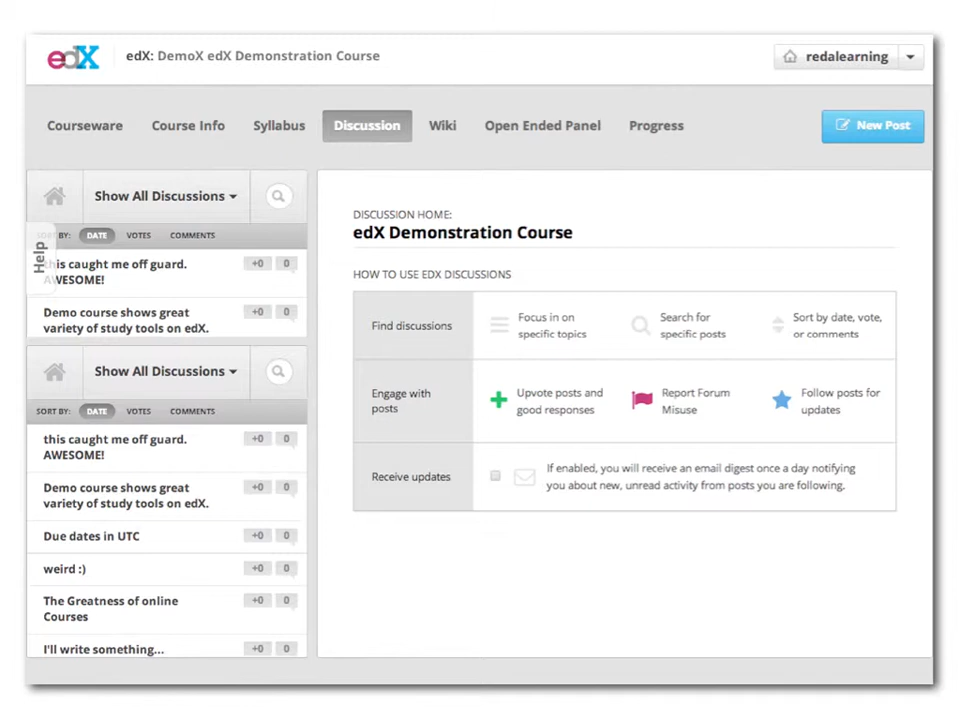 edX
edX: DemoX edX Demonstration Course
redalearning
Courseware
Course Info
Syllabus
Discussion
Wiki
Open Ended Panel
Progress
New Post
Show All Discussions
BY:
DATE
VOTES
COMMENTS
Help
this caught me off guard.
AWESOME!
+0
0
Demo course shows great
variety of study tools on edX.
+0
0
Show All Discussions
SORT BY:
DATE
VOTES
COMMENTS
this caught me off guard.
AWESOME!
+0
0
Demo course shows great
variety of study tools on edX.
+0
0
Due dates in UTC
+0
0
weird :)
+0
0
The Greatness of online
Courses
+0
0
I'll write something...
+0
0
DISCUSSION HOME:
edX Demonstration Course
HOW TO USE EDX DISCUSSIONS
Find discussions
Focus in on
specific topics
Search for
specific posts
Sort by date, vote,
or comments
Engage with
posts
Upvote posts and
good responses
Report Forum
Misuse
Follow posts for
updates
Receive updates
If enabled, you will receive an email digest once a day notifying
you about new, unread activity from posts you are following.